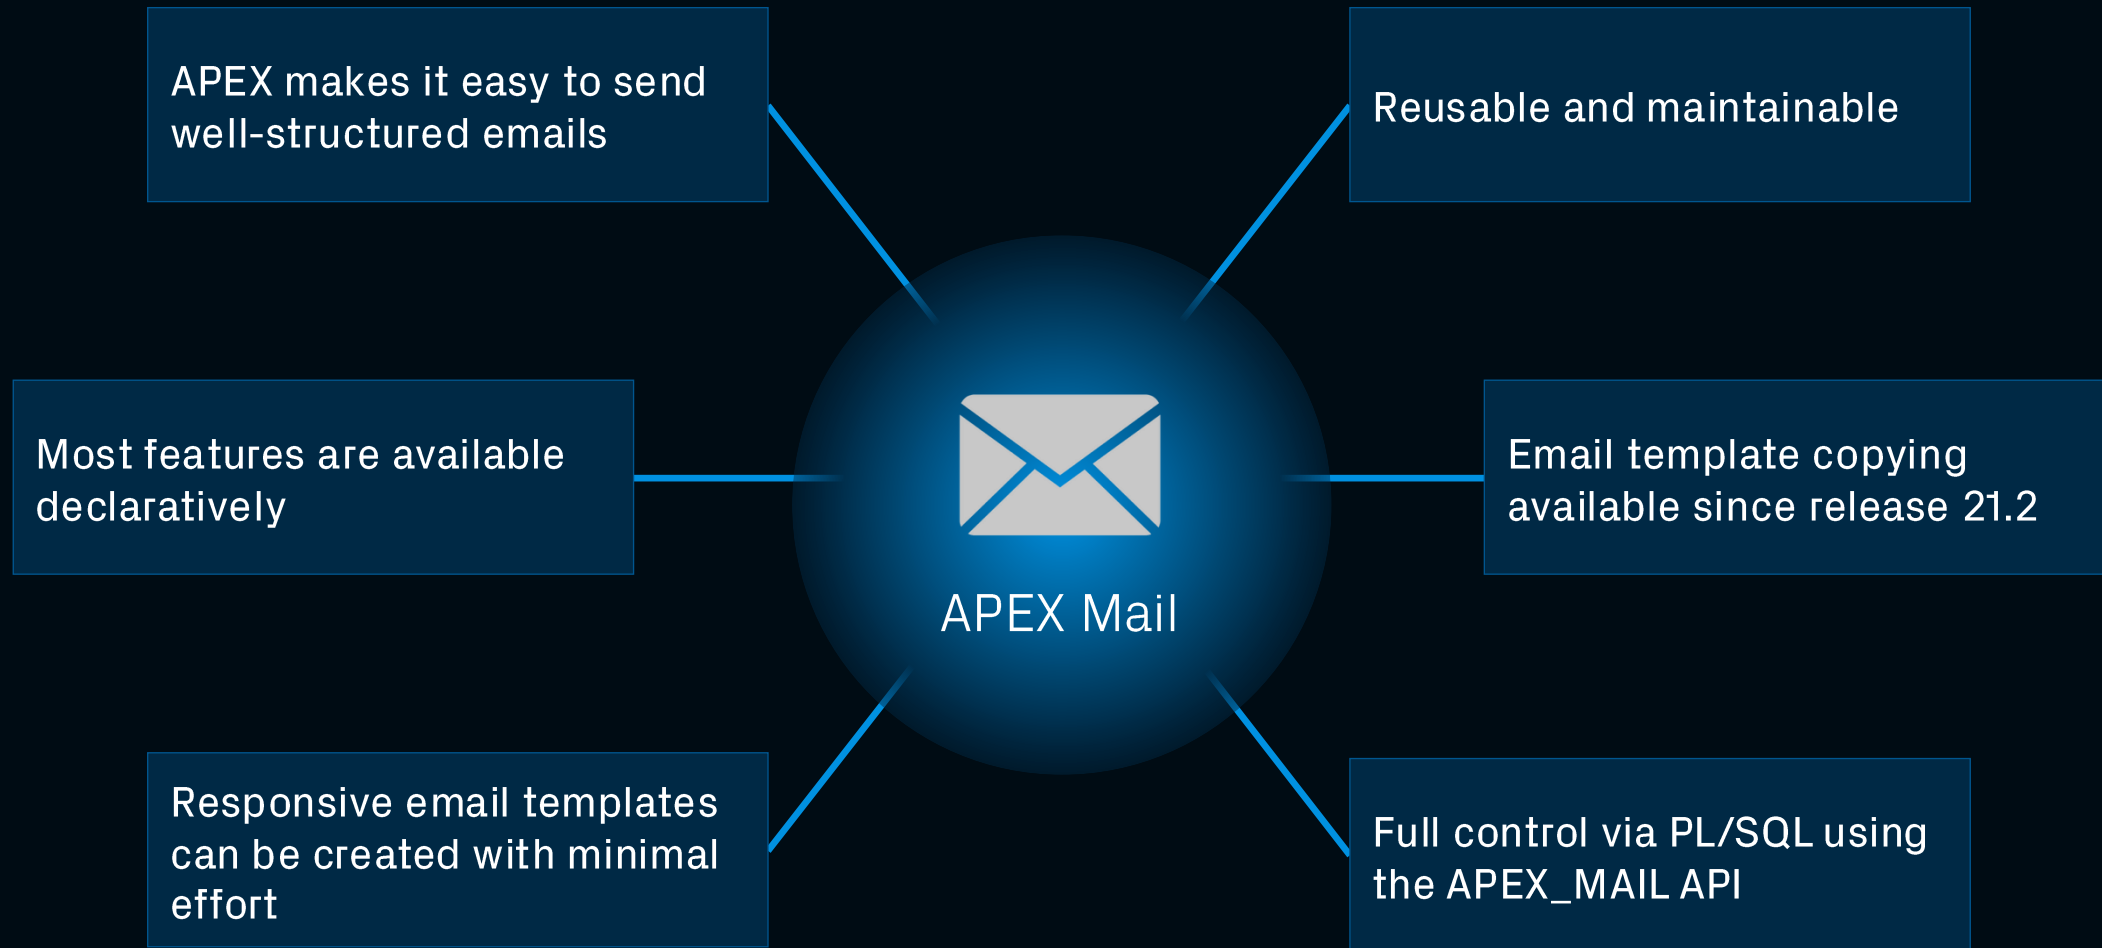 APEX makes it easy to send
well-structured emails
Reusable and maintainable
Most features are available
declaratively
Email template copying
available since release 21.2
APEX Mail
Responsive email templates
can be created with minimal
effort
Full control via PL/SQL using
the APEX_MAIL API